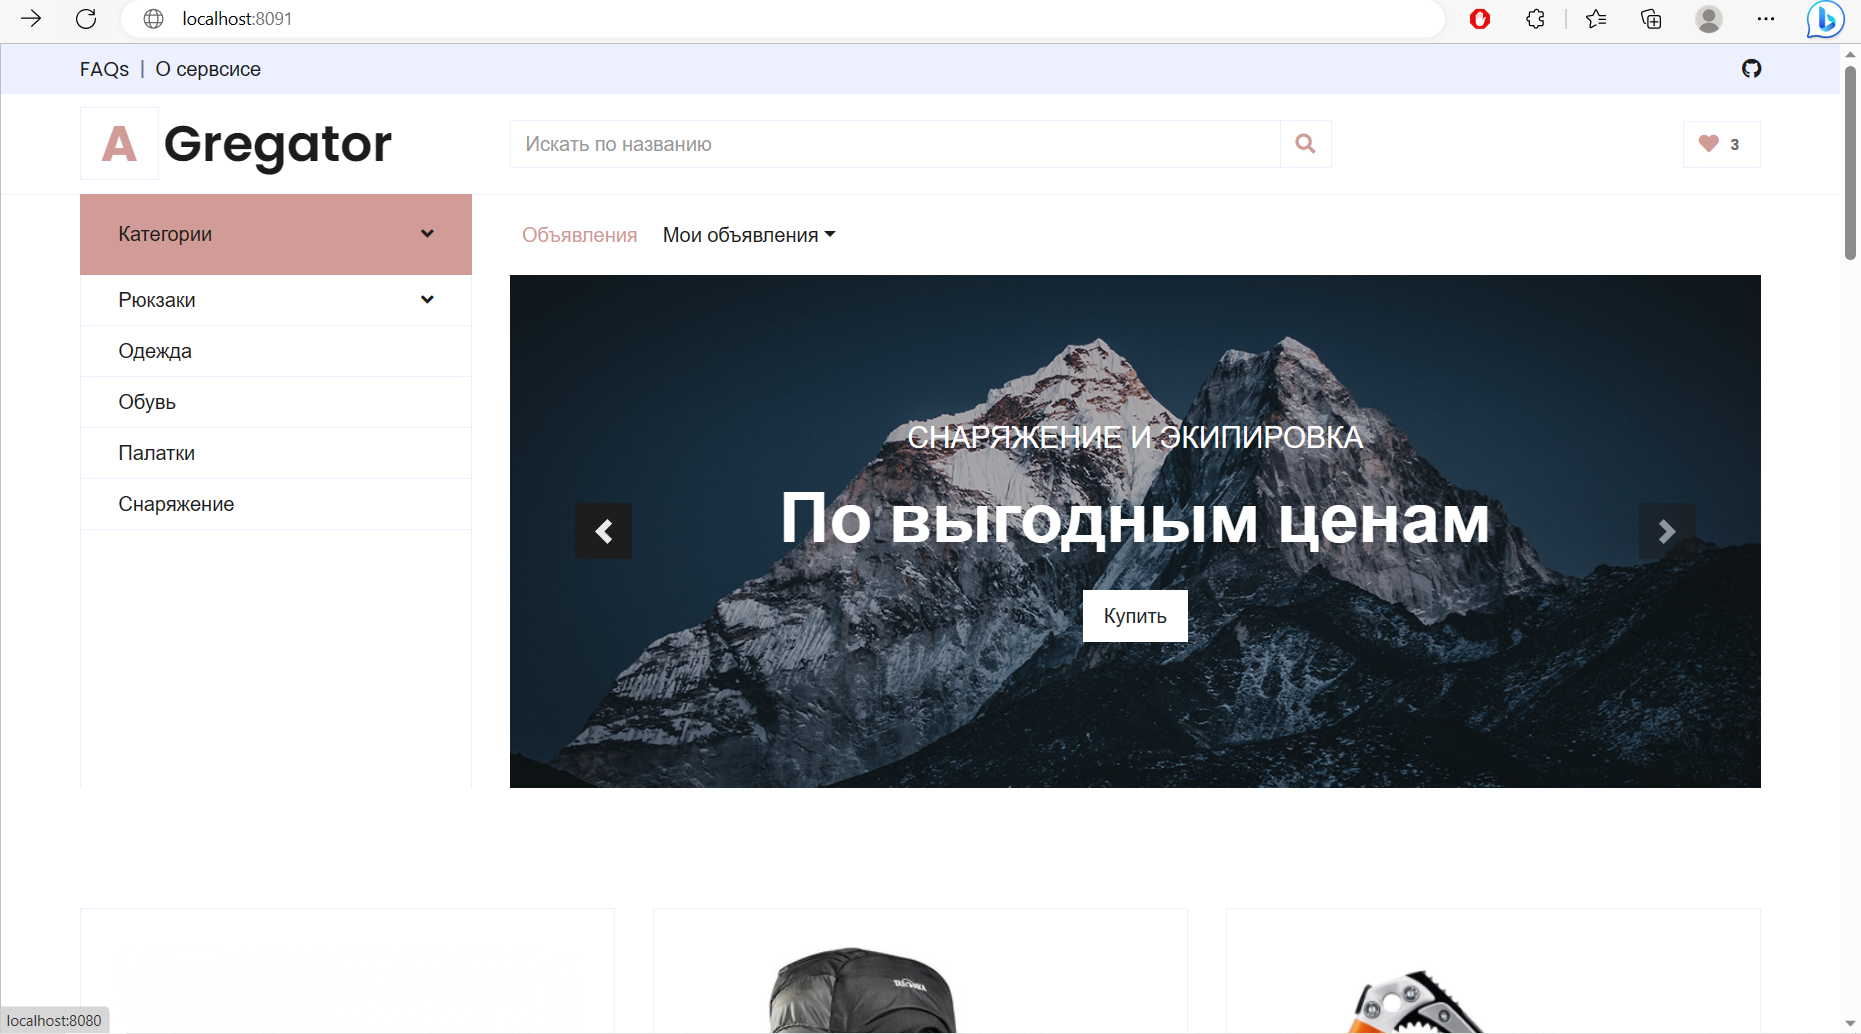 localhost:8091
FAQs | О сервсисе
A Gregator
Искать по названию
3
Категории
Объявления Мои объявления
Рюкзаки
Одежда
Обувь
Палатки
Снаряжение
СНАРЯЖЕНИЕ И ЭКИПИРОВКА
По выгодным ценам
Купить
TATONKA
localhost:8080